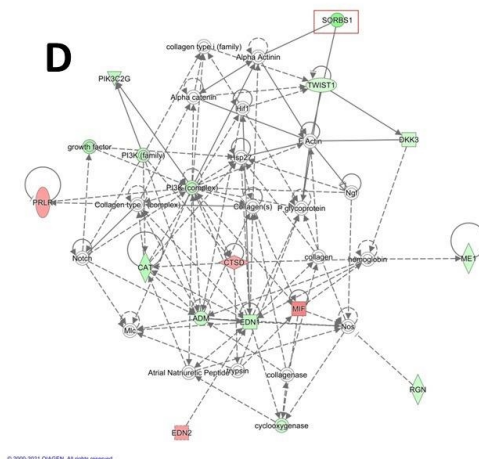 D
SORBS1
collagen type i (family)
Alpha Actinin
PIK3C2G
TWIST1
Alpha catenin
Hif1
growth factor
F Actin
DKK3
PI3K (family)
Hsp27
PI3K (complex)
Ngf
PRLR
Collagen type I (complex)
Collagen(s)
P glycoprotein
Notch
CAT
CTSD
collagen
hemoglobin
ME1
MIF
Mlc
ADM
EDN1
cNos
Atrial Natriuretic Peptide
trypsin
collagenase
RGN
EDN2
cyclooxygenase
© 2000-2021 QIAGEN. All rights reserved.